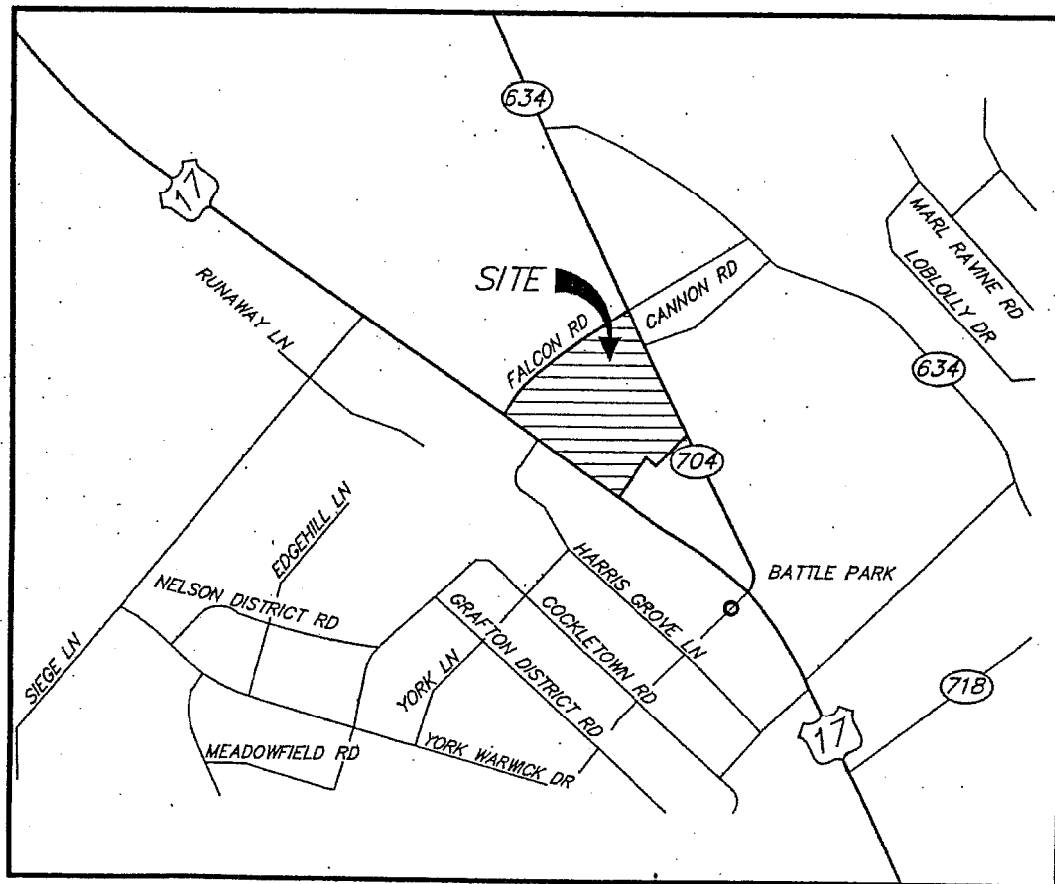 634
17
MARL RAVINE RD
LOBLOLLY DR
RUNAWAY LN
SITE
CANNON RD
FALCON RD
634
704
EDGEHILL LN
HARRIS GROVE LN
BATTLE PARK
NELSON DISTRICT RD
GRAFTON DISTRICT RD
COCKLETOWN RD
SIEGE LN
YORK LN
718
17
MEADOWFIELD RD
YORK WARWICK DR